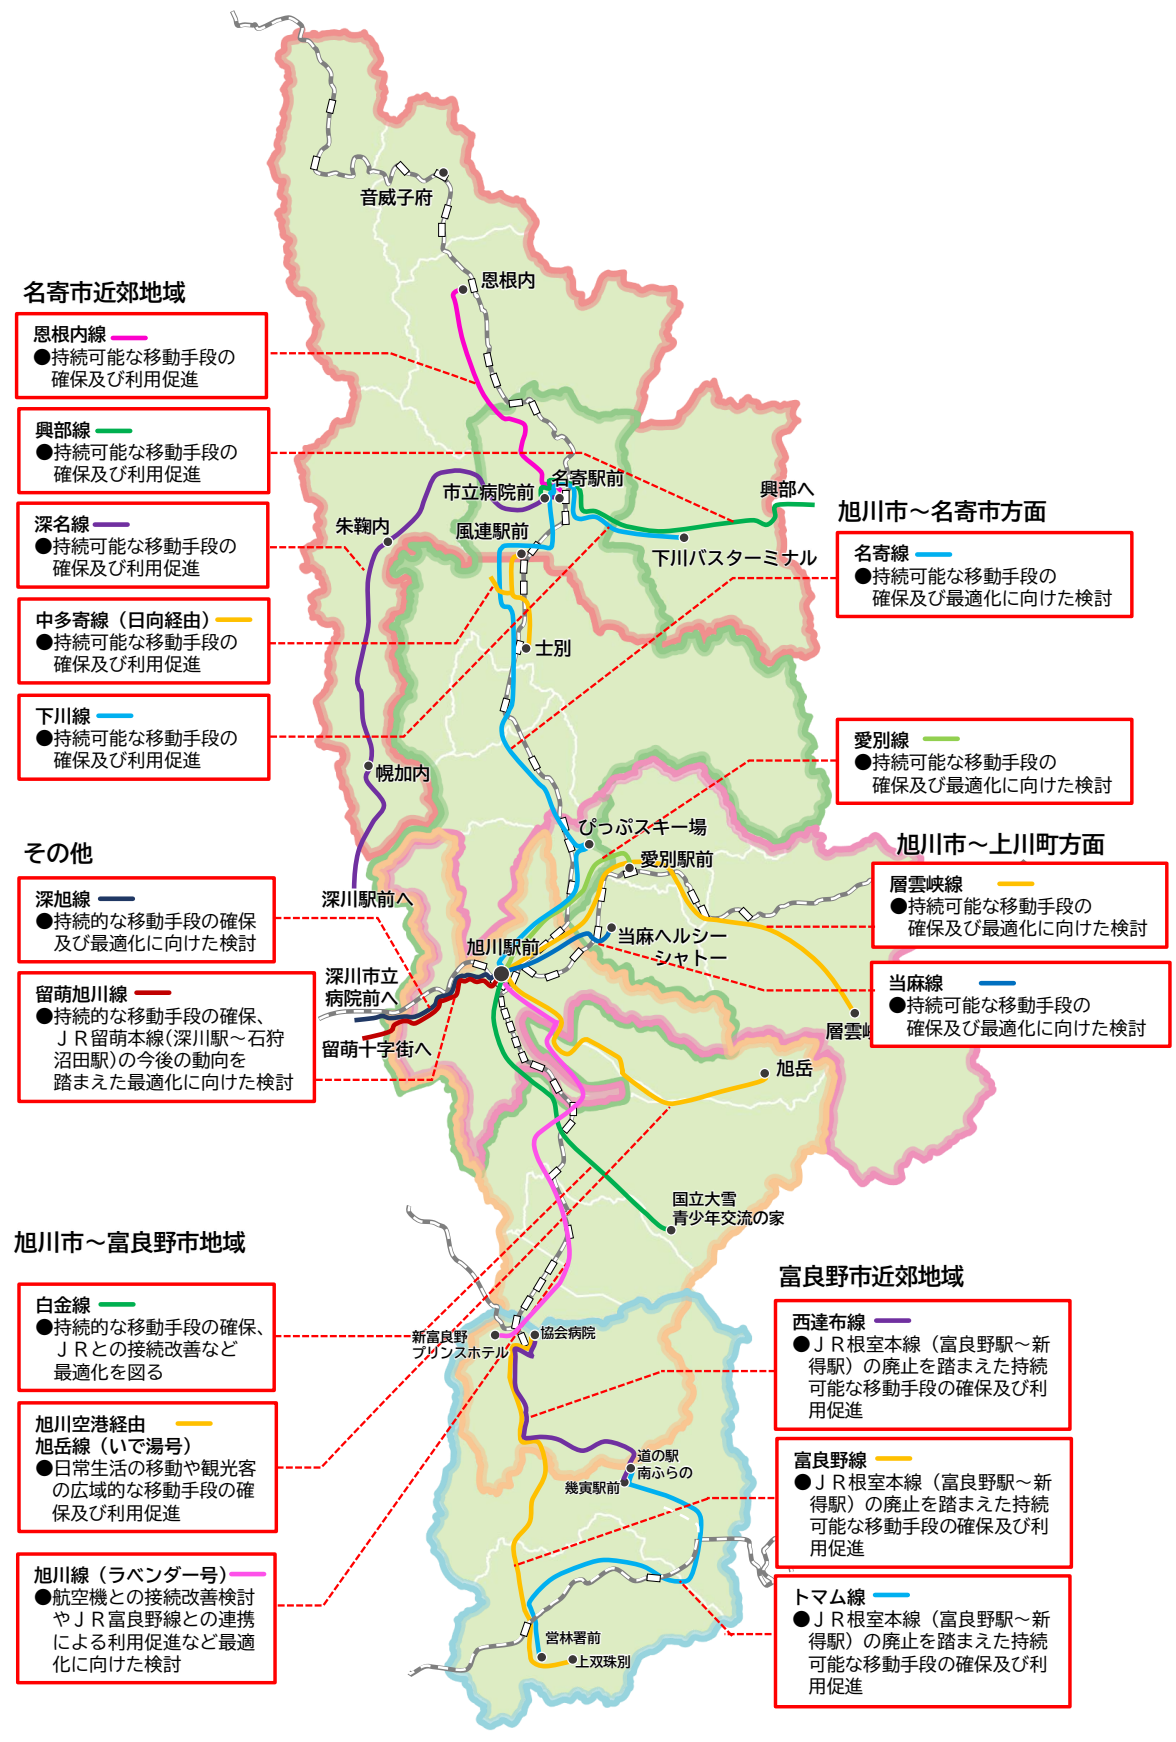 音威子府
恩根内
名寄市近郊地域
恩根内線
●持続可能な移動手段の
確保及び利用促進
興部線
●持続可能な移動手段の
確保及び利用促進
深名線
●持続可能な移動手段の
確保及び利用促進
中多寄線（日向経由）
●持続可能な移動手段の
確保及び利用促進
下川線
●持続可能な移動手段の
確保及び利用促進
市立病院前
名寄駅前
興部へ
朱鞠内
風連駅前
下川バスターミナル
士別
幌加内
旭川市～名寄市方面
名寄線
●持続可能な移動手段の
確保及び最適化に向けた検討
愛別線
●持続可能な移動手段の
確保及び最適化に向けた検討
旭川市～上川町方面
層雲峡線
●持続可能な移動手段の
確保及び最適化に向けた検討
当麻線
●持続可能な移動手段の
確保及び最適化に向けた検討
その他
深旭線
●持続的な移動手段の確保
及び最適化に向けた検討
留萌旭川線
●持続的な移動手段の確保、
ＪＲ留萌本線(深川駅～石狩
沼田駅)の今後の動向を
踏まえた最適化に向けた検討
ぴっぷスキー場
愛別駅前
深川駅前へ
旭川駅前
当麻ヘルシー
シャトー
深川市立
病院前へ
留萌十字街へ
層雲
旭岳
国立大雪
青少年交流の家
旭川市～富良野市地域
白金線
●持続的な移動手段の確保、
ＪＲとの接続改善など
最適化を図る
旭川空港経由
旭岳線（いで湯号）
●日常生活の移動や観光客
の広域的な移動手段の確
保及び利用促進
旭川線（ラベンダー号）
●航空機との接続改善検討
やＪＲ富良野線との連携
による利用促進など最適
化に向けた検討
新富良野
プリンスホテル
協会病院
道の駅
南ふらの
幾寅駅前
営林署前
上双珠別
富良野市近郊地域
西達布線
●ＪＲ根室本線（富良野駅～新
得駅）の廃止を踏まえた持続
可能な移動手段の確保及び利
用促進
富良野線
●ＪＲ根室本線（富良野駅～新
得駅）の廃止を踏まえた持続
可能な移動手段の確保及び利
用促進
トマム線
●ＪＲ根室本線（富良野駅～新
得駅）の廃止を踏まえた持続
可能な移動手段の確保及び利
用促進